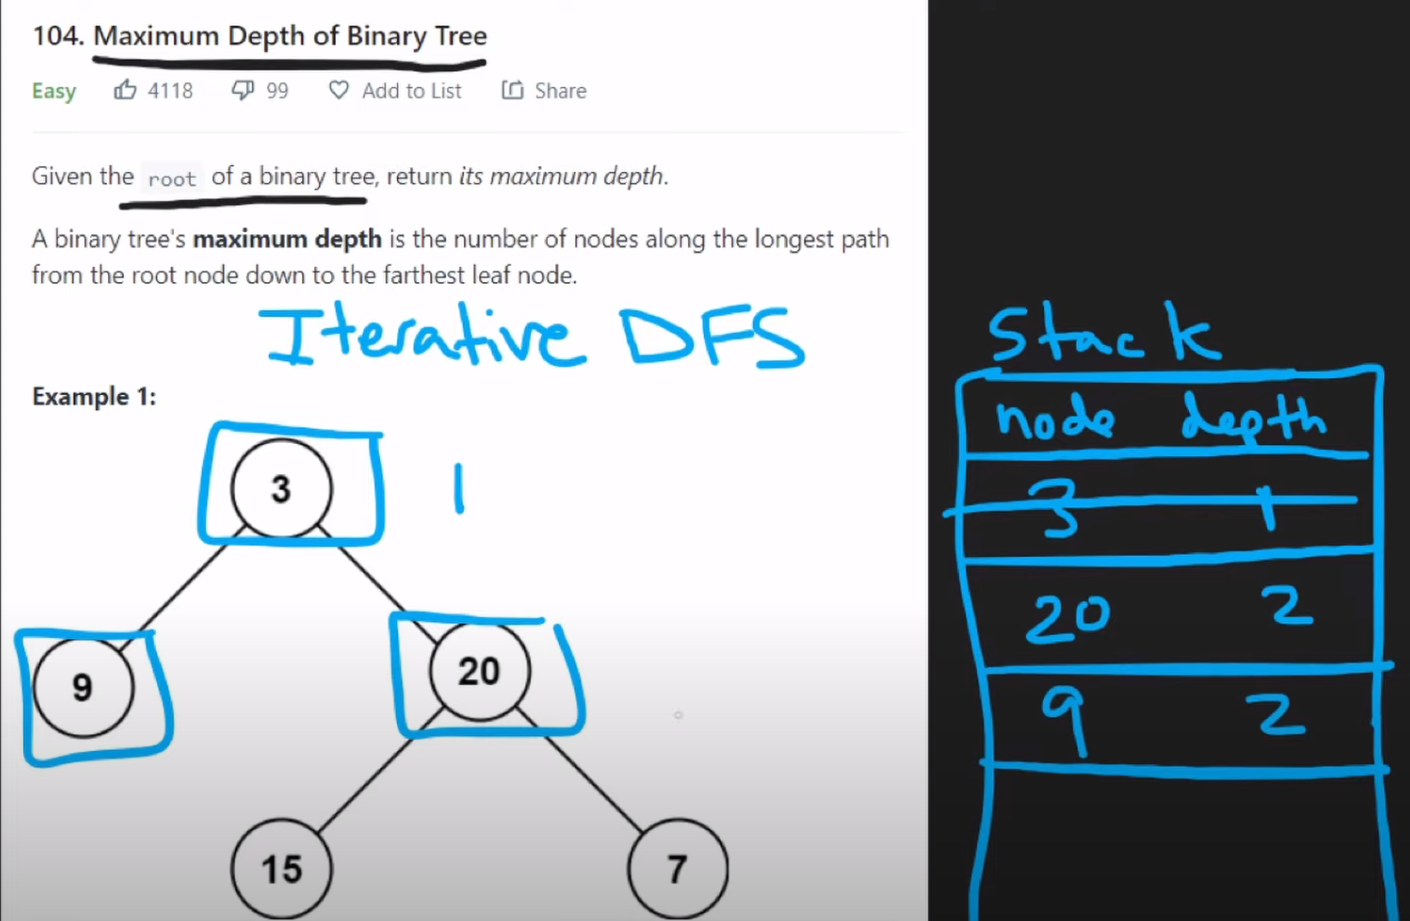 104. Maximum Depth of Binary Tree
Easy 4118 99 Add to List Share
Given the root of a binary tree, return its maximum depth.
A binary tree's maximum depth is the number of nodes along the longest path
from the root node down to the farthest leaf node.
Iterative DFS
Example 1:
3 1
9 20
15 7
Stack
node depth
3 1
20 2
9 2